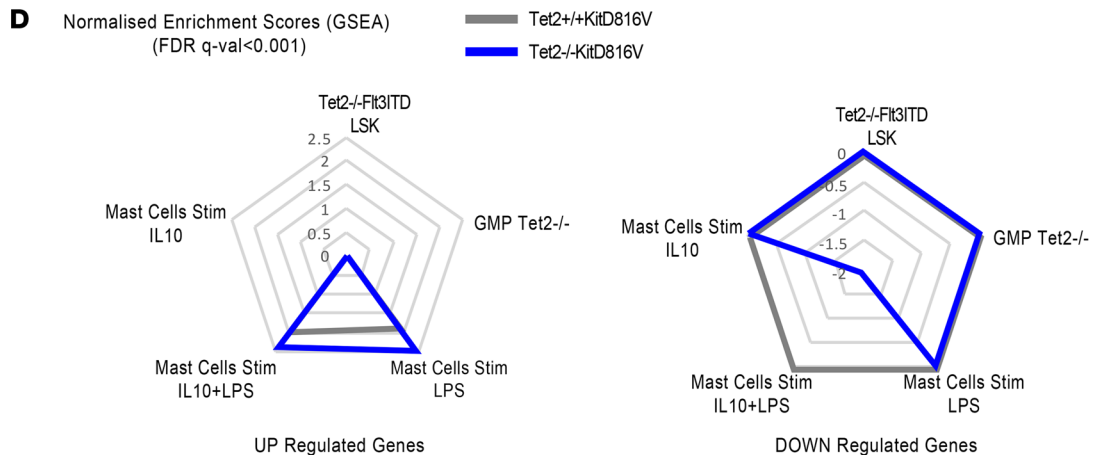 D
Normalised Enrichment Scores (GSEA)
(FDR q-val<0.001)
Tet2+/+KitD816V
Tet2-/-KitD816V
Tet2-/-Flt3ITD
LSK
2.5
2
1.5
1
0.5
0
Mast Cells Stim
IL10
GMP Tet2-/-
Mast Cells Stim
IL10+LPS
Mast Cells Stim
LPS
UP Regulated Genes
Tet2-/-Flt3ITD
LSK
0
-0.5
-1
-1.5
-2
Mast Cells Stim
IL10
GMP Tet2-/-
Mast Cells Stim
IL10+LPS
Mast Cells Stim
LPS
DOWN Regulated Genes